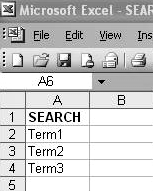 Microsoft Excel - SEAR
File Edit View Ins
A6
A B
1 SEARCH
2 Term1
3 Term2
4 Term3
5